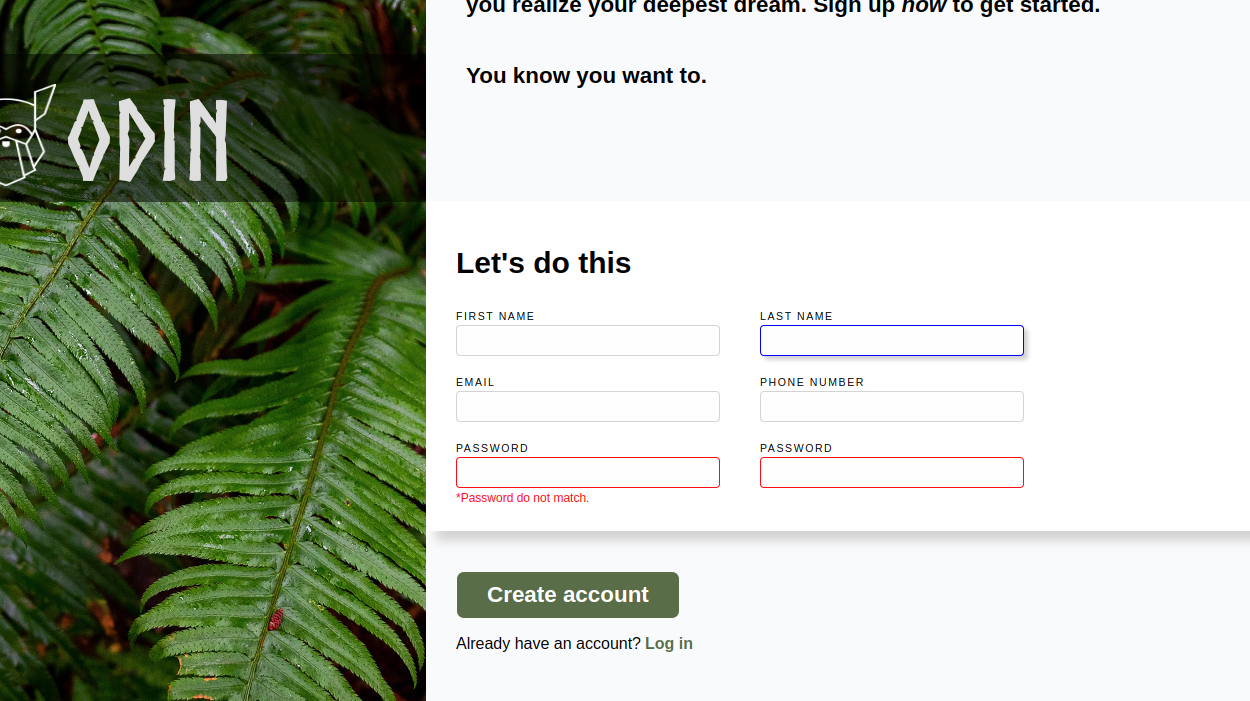 you realize your deepest dream. Sign up now to get started.
You know you want to.
ODIN
Let's do this
FIRST NAME
LAST NAME
EMAIL
PHONE NUMBER
PASSWORD
PASSWORD
*Password do not match.
Create account
Already have an account? Log in